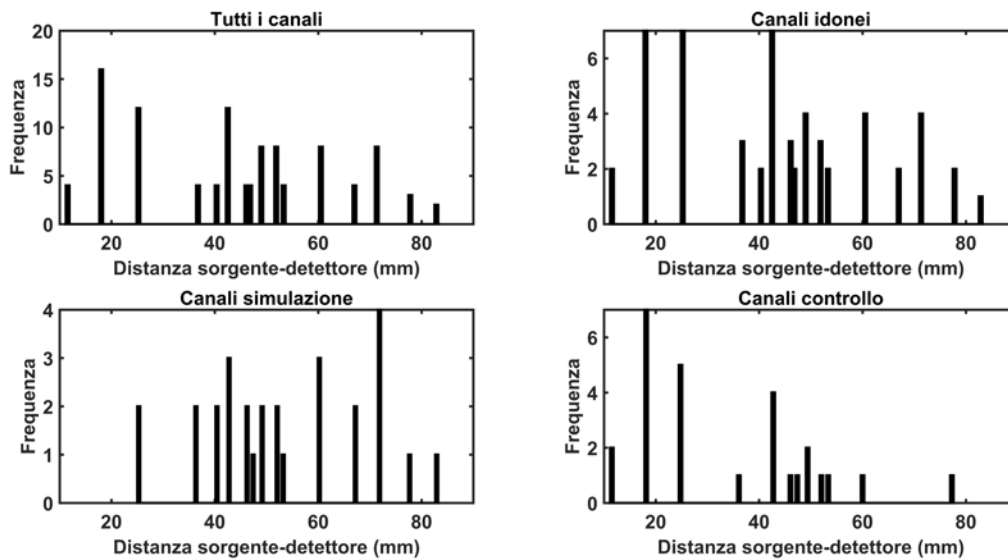 Tutti i canali
Frequenza
20
15
10
5
0
20 40 60 80
Distanza sorgente-detettore (mm)
Canali idonei
Frequenza
6
4
2
0
20 40 60 80
Distanza sorgente-detettore (mm)
Canali simulazione
Frequenza
4
3
2
1
0
20 40 60 80
Distanza sorgente-detettore (mm)
Canali controllo
Frequenza
6
4
2
0
20 40 60 80
Distanza sorgente-detettore (mm)